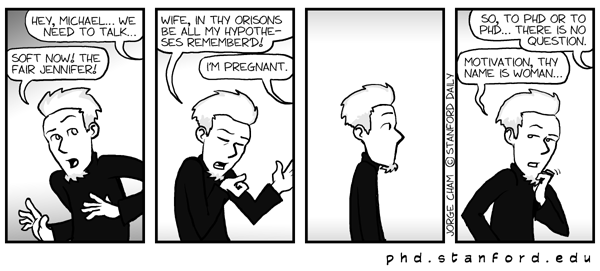 HEY, MICHAEL... WE
NEED TO TALK...
SOFT NOW! THE
FAIR JENNIFER!
WIFE, IN THY ORISONS
BE ALL MY HYPOTHE-
SES REMEMBER'D!
I'M PREGNANT.
JORGE CHAM © STANFORD DAILY
SO, TO PHD OR TO
PHD... THERE IS NO
QUESTION.
MOTIVATION, THY
NAME IS WOMAN...
phd.stanford.edu